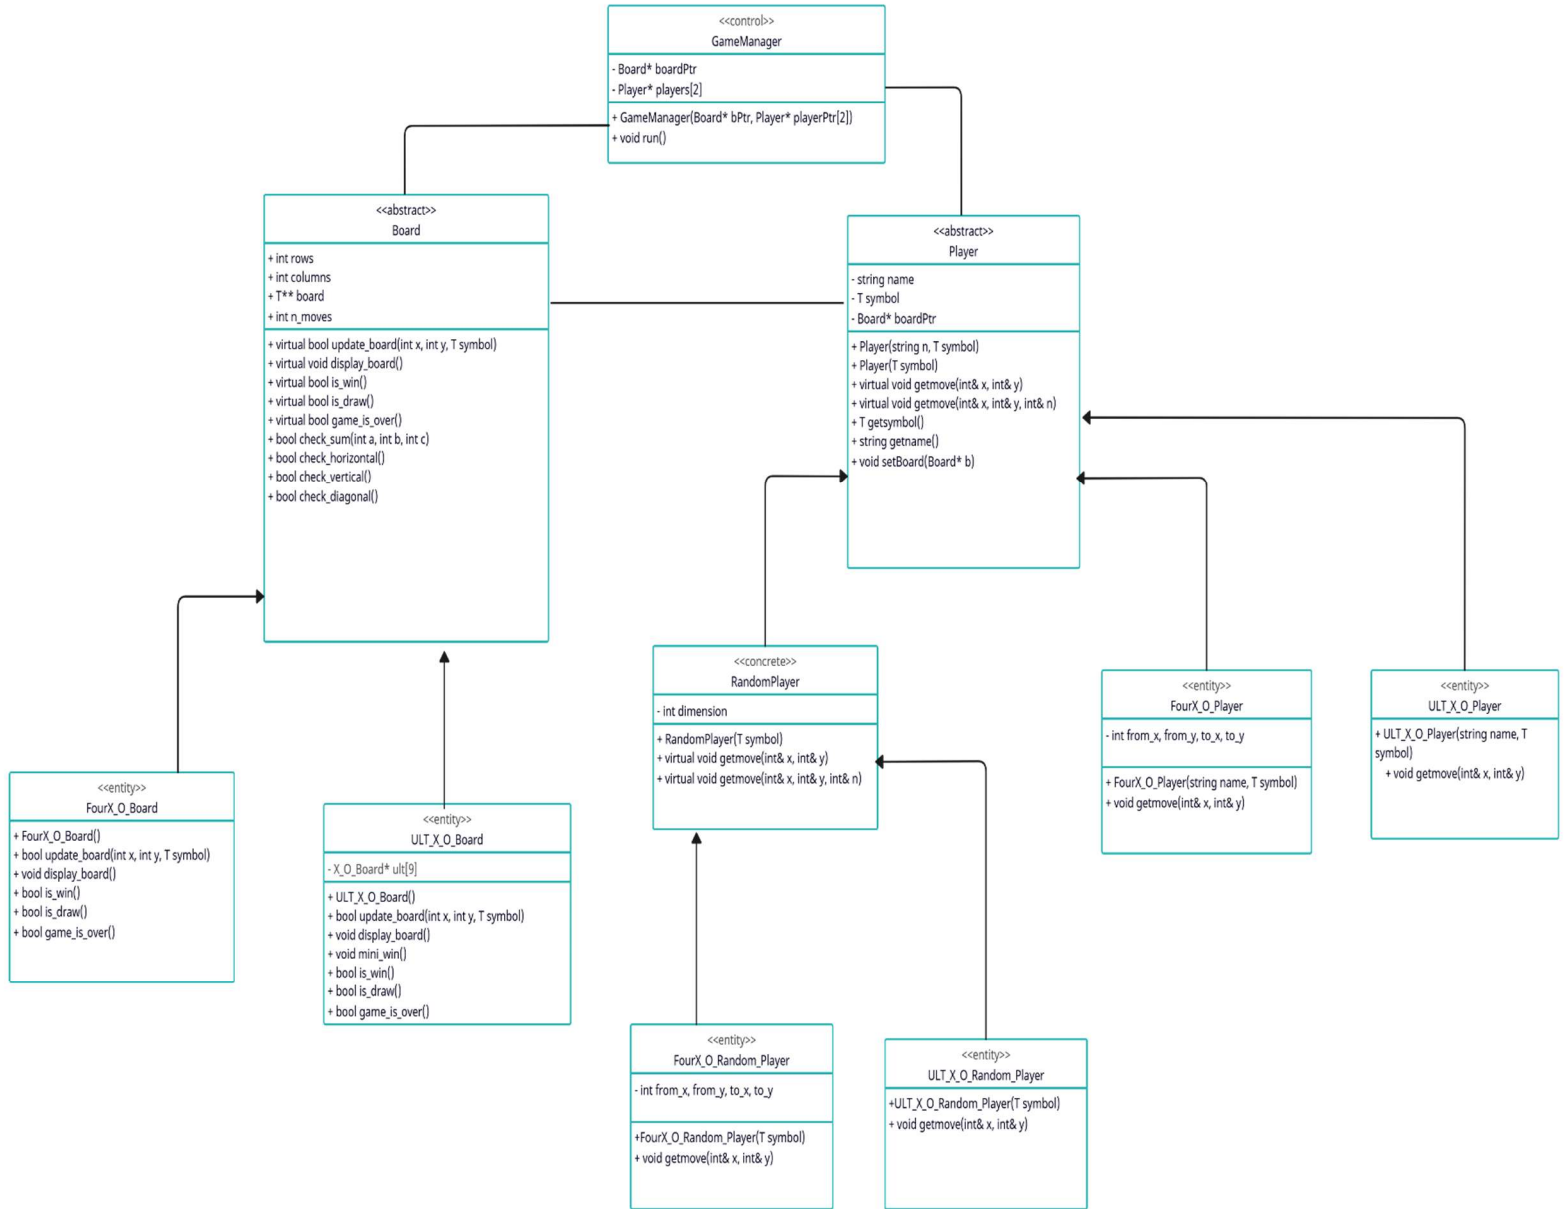 <<control>>
GameManager
- Board* boardPtr
- Player* players[2]
+ GameManager(Board* bPtr, Player* playerPtr[2])
+ void run()
<<abstract>>
Board
+ int rows
+ int columns
+ T** board
+ int n_moves
+ virtual bool update_board(int x, int y, T symbol)
+ virtual void display_board()
+ virtual bool is_win()
+ virtual bool is_draw()
+ virtual bool game_is_over()
+ bool check_sum(int a, int b, int c)
+ bool check_horizontal()
+ bool check_vertical()
+ bool check_diagonal()
<<abstract>>
Player
- string name
- T symbol
- Board* boardPtr
+ Player(string n, T symbol)
+ Player(T symbol)
+ virtual void getmove(int& x, int& y)
+ virtual void getmove(int& x, int& y, int& n)
+ T getsymbol()
+ string getname()
+ void setBoard(Board* b)
<<concrete>>
RandomPlayer
- int dimension
+ RandomPlayer(T symbol)
+ virtual void getmove(int& x, int& y)
+ virtual void getmove(int& x, int& y, int& n)
<<entity>>
FourX_O_Player
- int from_x, from_y, to_x, to_y
+ FourX_O_Player(string name, T symbol)
+ void getmove(int& x, int& y)
<<entity>>
ULT_X_O_Player
+ ULT_X_O_Player(string name, T
symbol)
+ void getmove(int& x, int& y)
<<entity>>
FourX_O_Board
+ FourX_O_Board()
+ bool update_board(int x, int y, T symbol)
+ void display_board()
+ bool is_win()
+ bool is_draw()
+ bool game_is_over()
<<entity>>
ULT_X_O_Board
- X_O_Board* ult[9]
+ ULT_X_O_Board()
+ bool update_board(int x, int y, T symbol)
+ void display_board()
+ void mini_win()
+ bool is_win()
+ bool is_draw()
+ bool game_is_over()
<<entity>>
FourX_O_Random_Player
- int from_x, from_y, to_x, to_y
+FourX_O_Random_Player(T symbol)
+ void getmove(int& x, int& y)
<<entity>>
ULT_X_O_Random_Player
+ULT_X_O_Random_Player(T symbol)
+ void getmove(int& x, int& y)